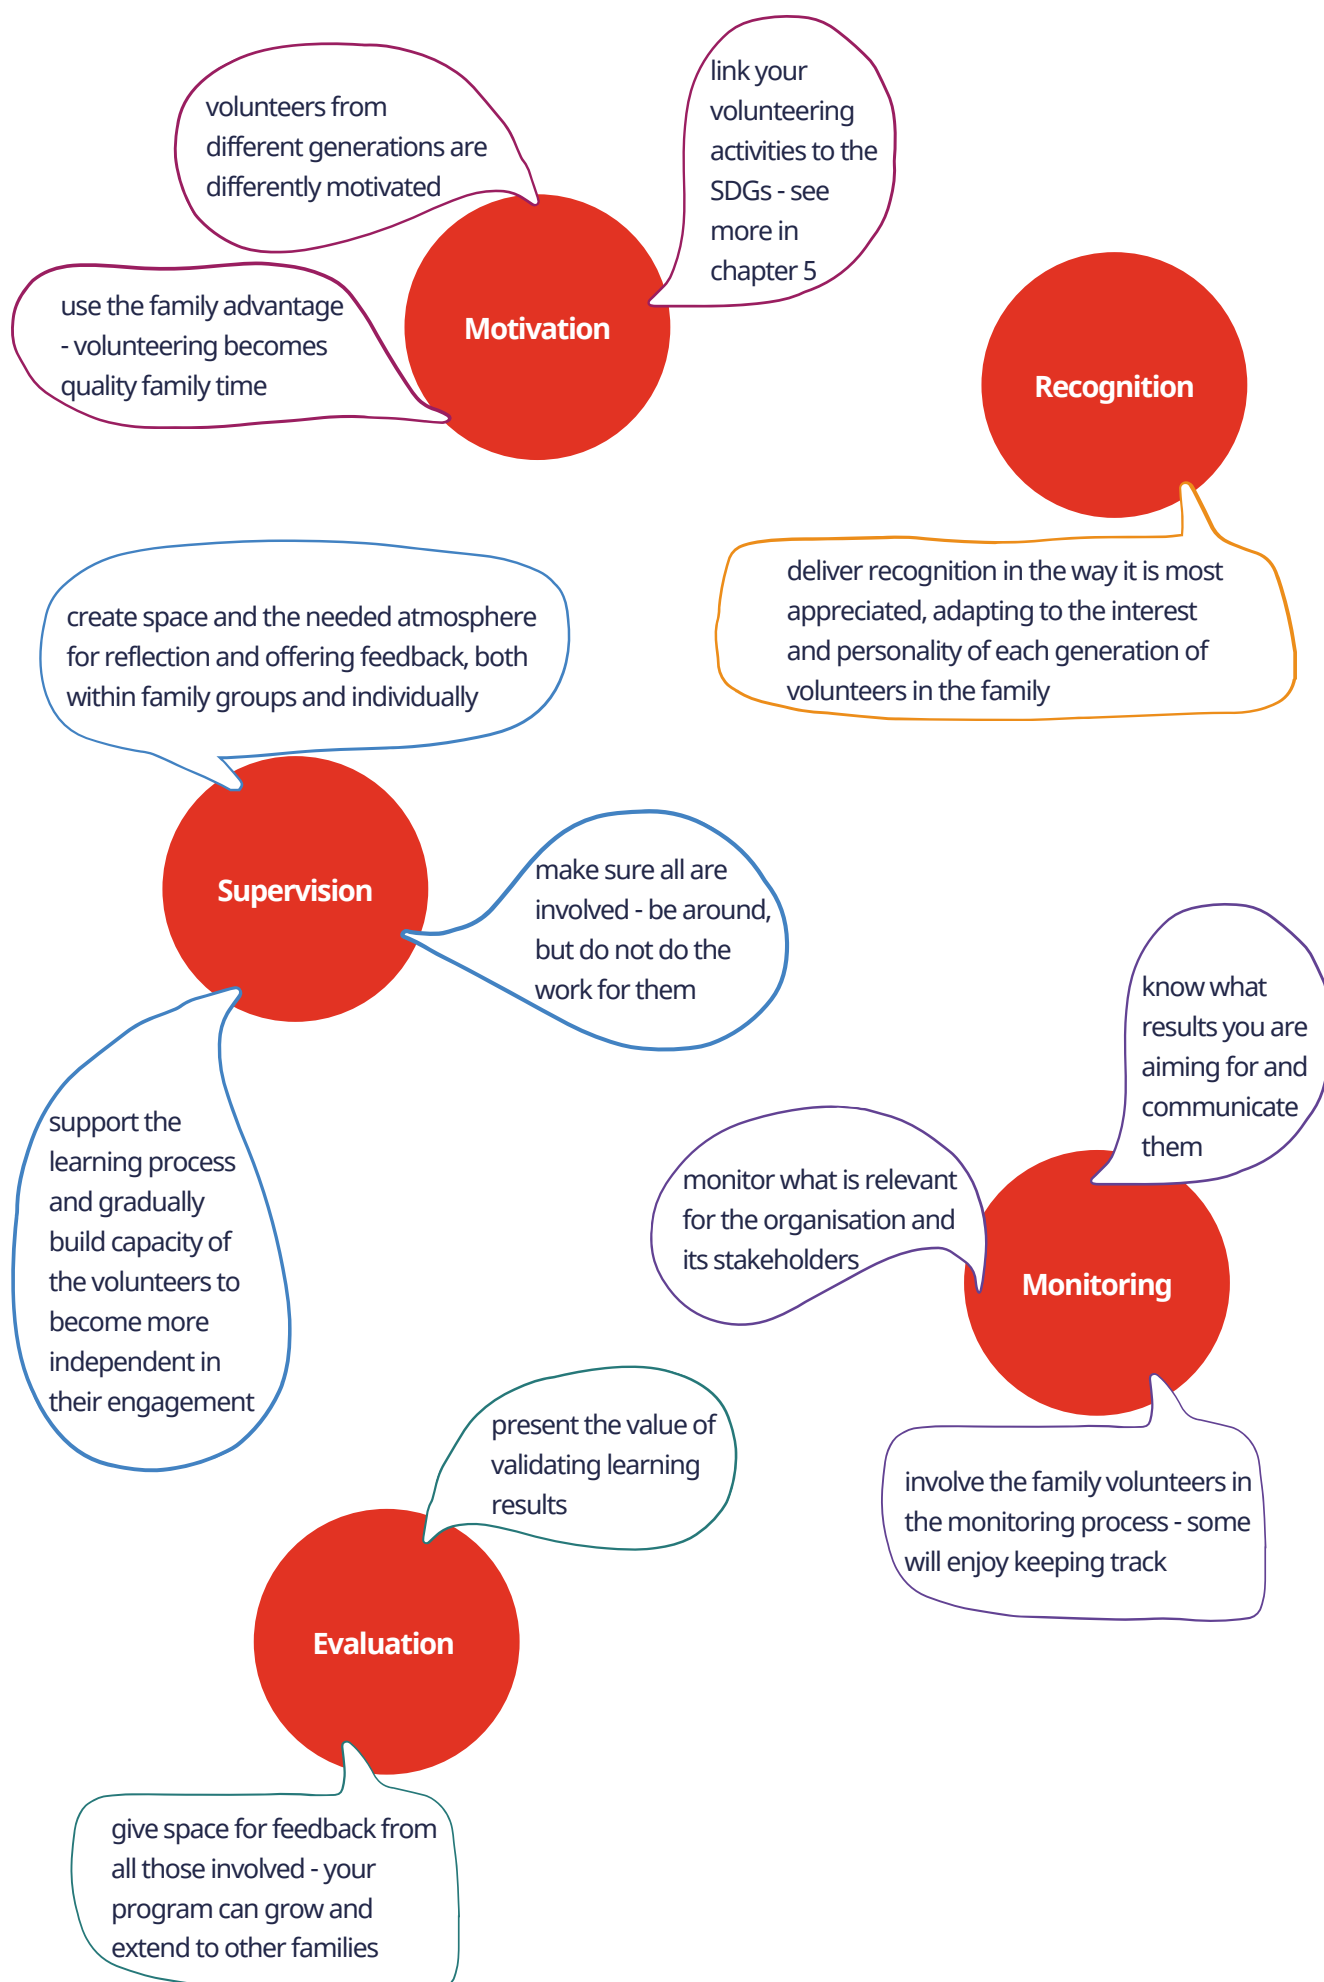 volunteers from
different generations are
differently motivated
link your
volunteering
activities to the
SDGs - see
more in
chapter 5
use the family advantage
- volunteering becomes
quality family time
Motivation
Recognition
deliver recognition in the way it is most
appreciated, adapting to the interest
and personality of each generation of
volunteers in the family
create space and the needed atmosphere
for reflection and offering feedback, both
within family groups and individually
Supervision
make sure all are
involved - be around,
but do not do the
work for them
support the
learning process
and gradually
build capacity of
the volunteers to
become more
independent in
their engagement
know what
results you are
aiming for and
communicate
them
monitor what is relevant
for the organisation and
its stakeholders
Monitoring
involve the family volunteers in
the monitoring process - some
will enjoy keeping track
present the value of
validating learning
results
Evaluation
give space for feedback from
all those involved - your
program can grow and
extend to other families